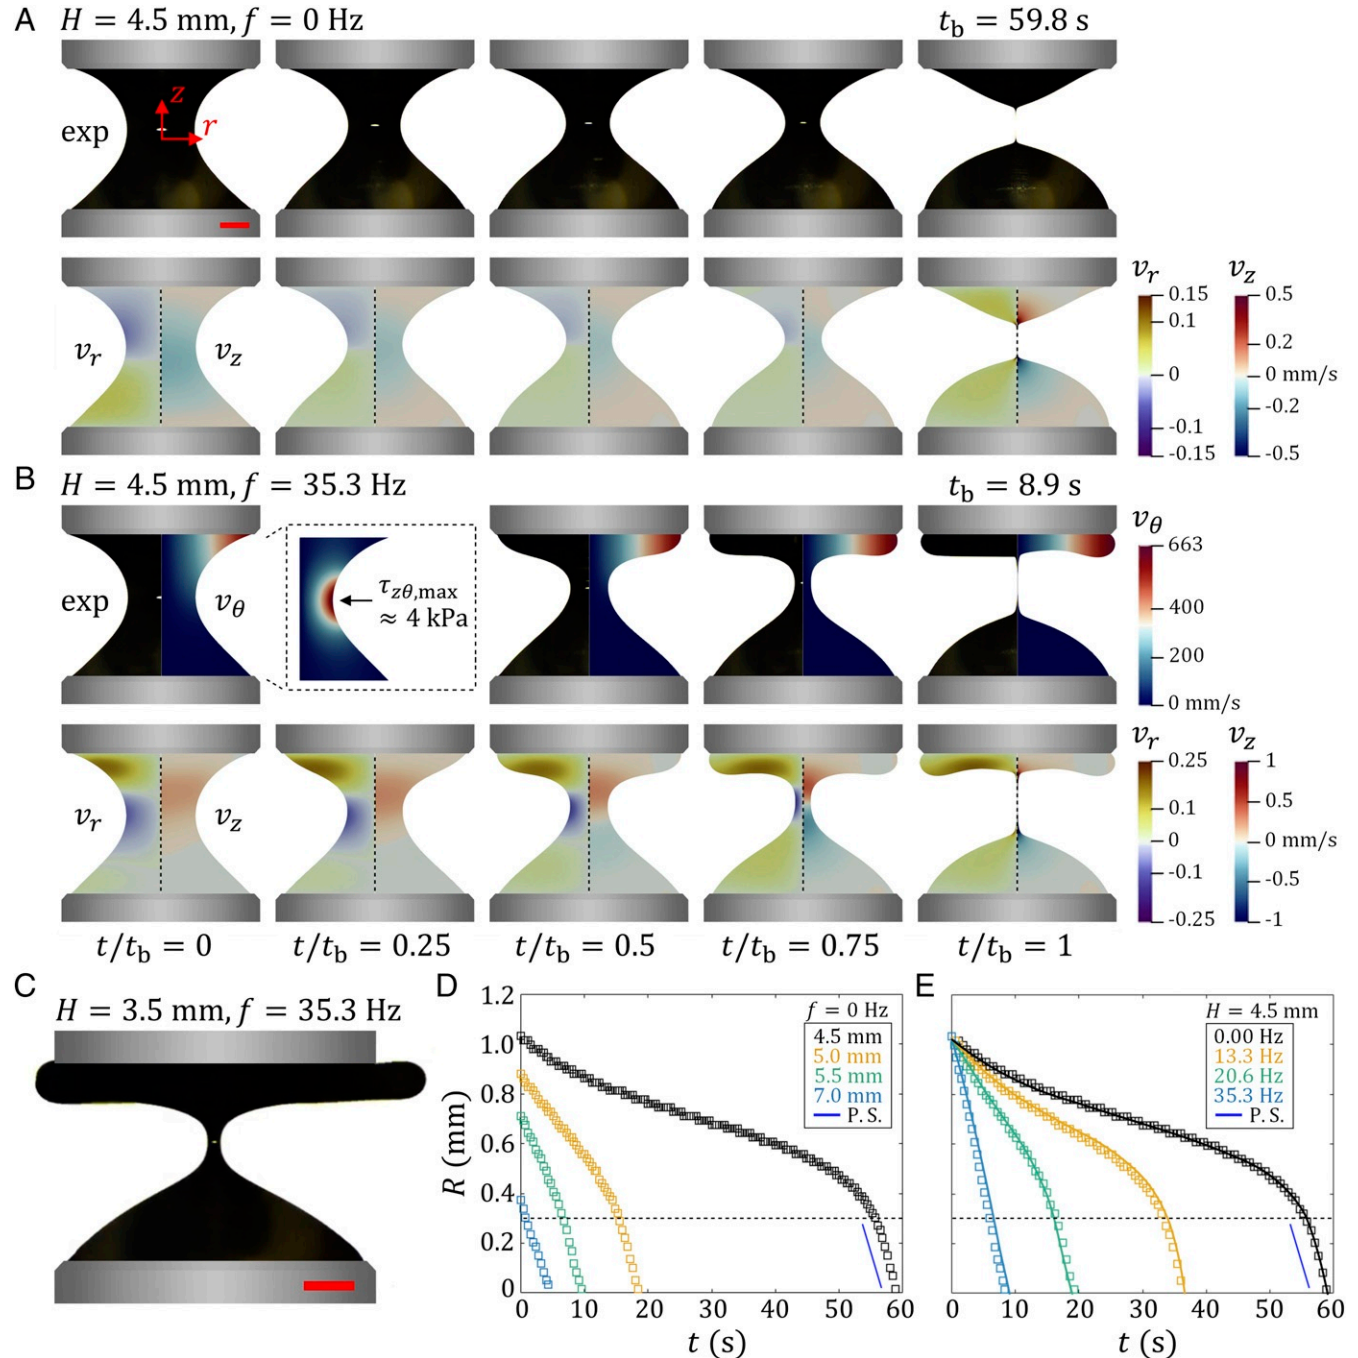 A
H = 4.5 mm, f = 0 Hz
t_b = 59.8 s
exp
z
r
v_r
v_z
v_r
v_z
0.15
0.1
0
-0.1
-0.15
0.5
0.2
0 mm/s
-0.2
-0.5
B
H = 4.5 mm, f = 35.3 Hz
t_b = 8.9 s
exp
v_θ
τ_zθ,max
≈ 4 kPa
v_θ
663
400
200
0 mm/s
v_r
v_z
v_r
v_z
0.25
0.1
0
-0.1
-0.25
1
0.5
0 mm/s
-0.5
-1
t/t_b = 0
t/t_b = 0.25
t/t_b = 0.5
t/t_b = 0.75
t/t_b = 1
C
H = 3.5 mm, f = 35.3 Hz
D
R (mm)
1.2
1.0
0.8
0.6
0.4
0.2
0
f = 0 Hz
4.5 mm
5.0 mm
5.5 mm
7.0 mm
P. S.
0 10 20 30 40 50 60
t (s)
E
H = 4.5 mm
0.00 Hz
13.3 Hz
20.6 Hz
35.3 Hz
P. S.
0 10 20 30 40 50 60
t (s)